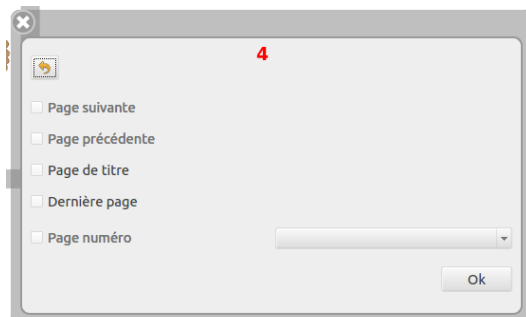 4
Page suivante
Page précédente
Page de titre
Dernière page
Page numéro
Ok